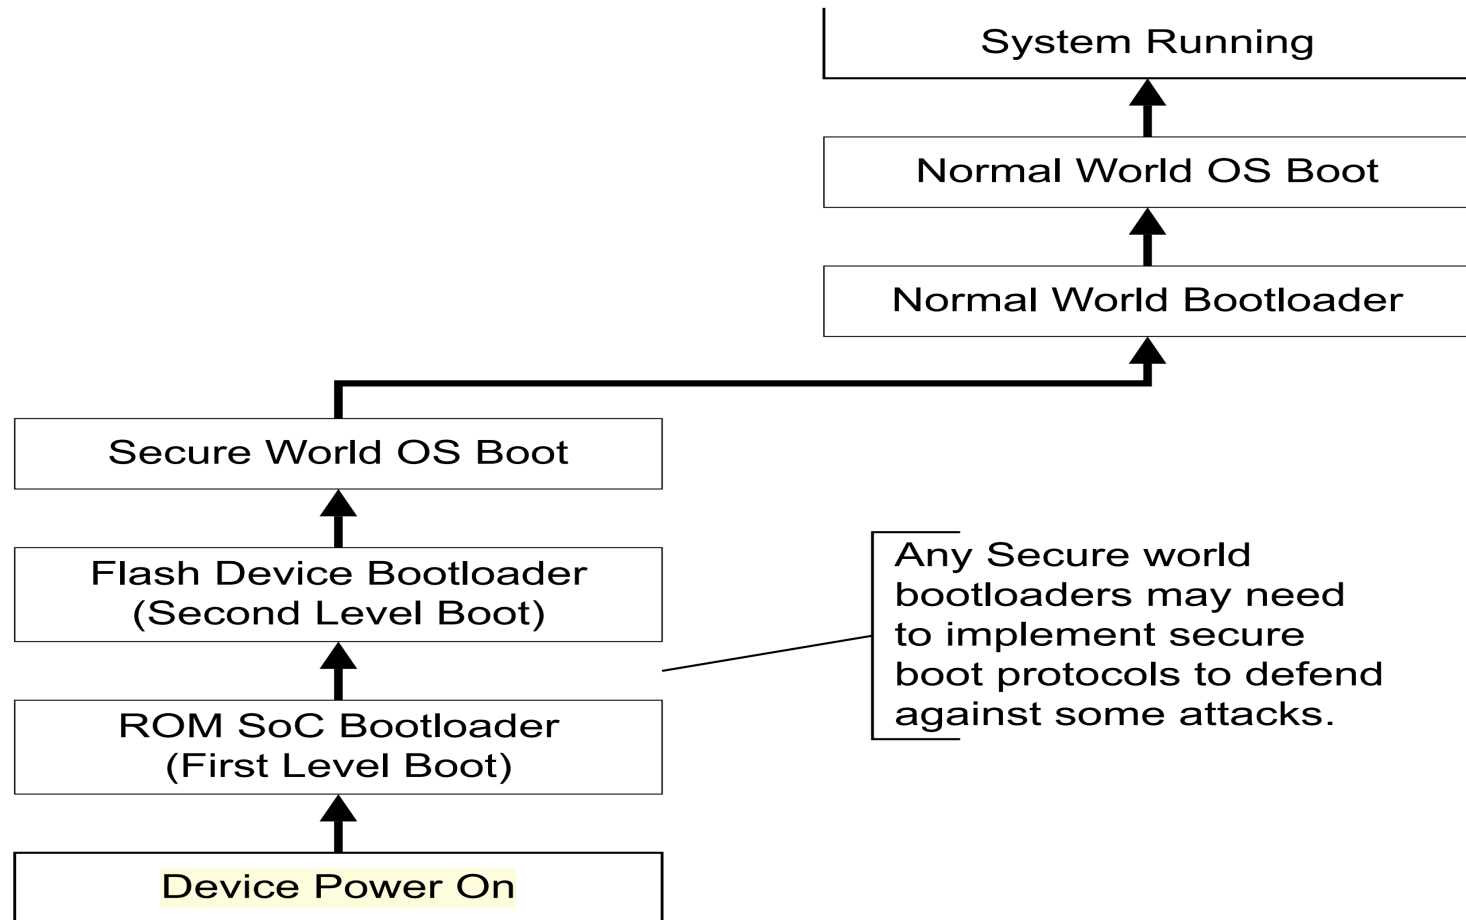 System Running
Normal World OS Boot
Normal World Bootloader
Secure World OS Boot
Flash Device Bootloader
(Second Level Boot)
Any Secure world
bootloaders may need
to implement secure
boot protocols to defend
against some attacks.
ROM SoC Bootloader
(First Level Boot)
Device Power On